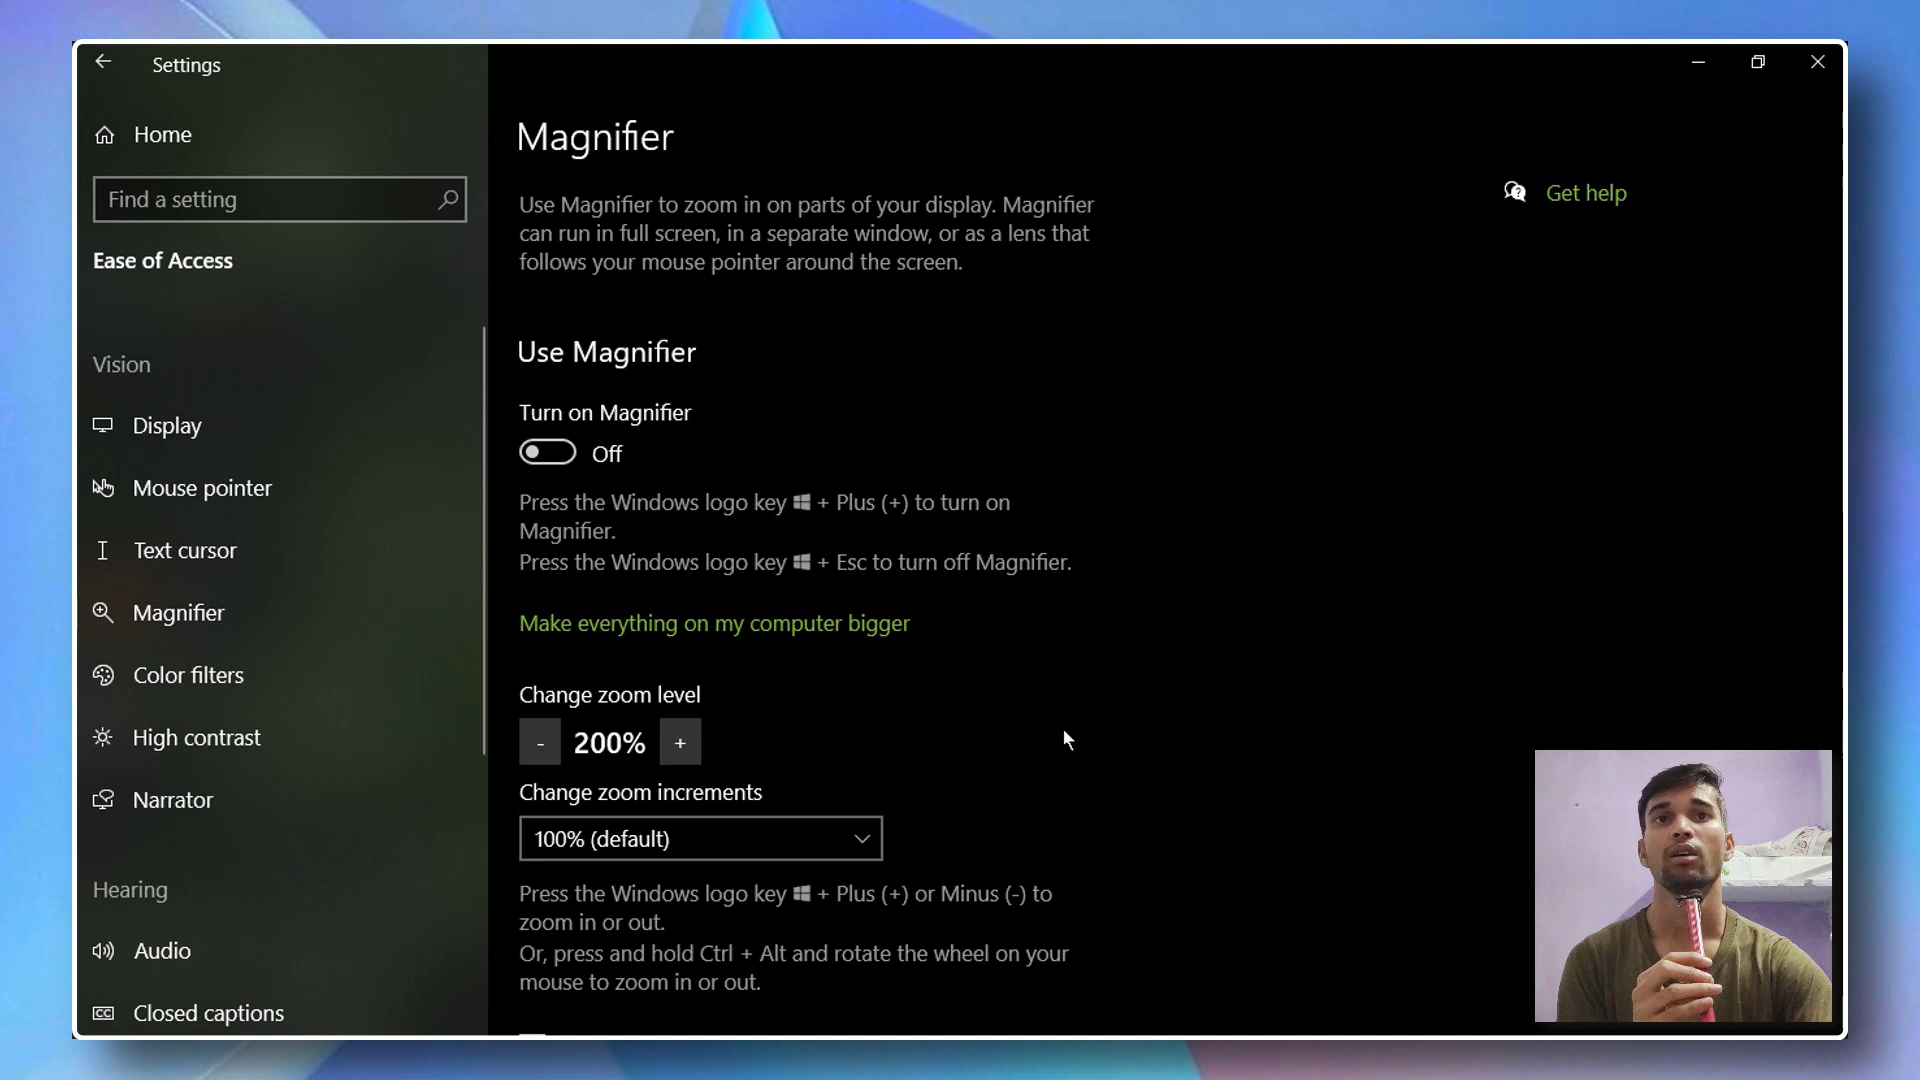 Settings
Home
Find a setting
Ease of Access
Vision
Display
Mouse pointer
Text cursor
Magnifier
Color filters
High contrast
Narrator
Hearing
Audio
Closed captions
Magnifier
Use Magnifier to zoom in on parts of your display. Magnifier
can run in full screen, in a separate window, or as a lens that
follows your mouse pointer around the screen.
Use Magnifier
Turn on Magnifier
Off
Press the Windows logo key + Plus (+) to turn on
Magnifier.
Press the Windows logo key + Esc to turn off Magnifier.
Make everything on my computer bigger
Change zoom level
- 200% +
Change zoom increments
100% (default)
Press the Windows logo key + Plus (+) or Minus (-) to
zoom in or out.
Or, press and hold Ctrl + Alt and rotate the wheel on your
mouse to zoom in or out.
Get help